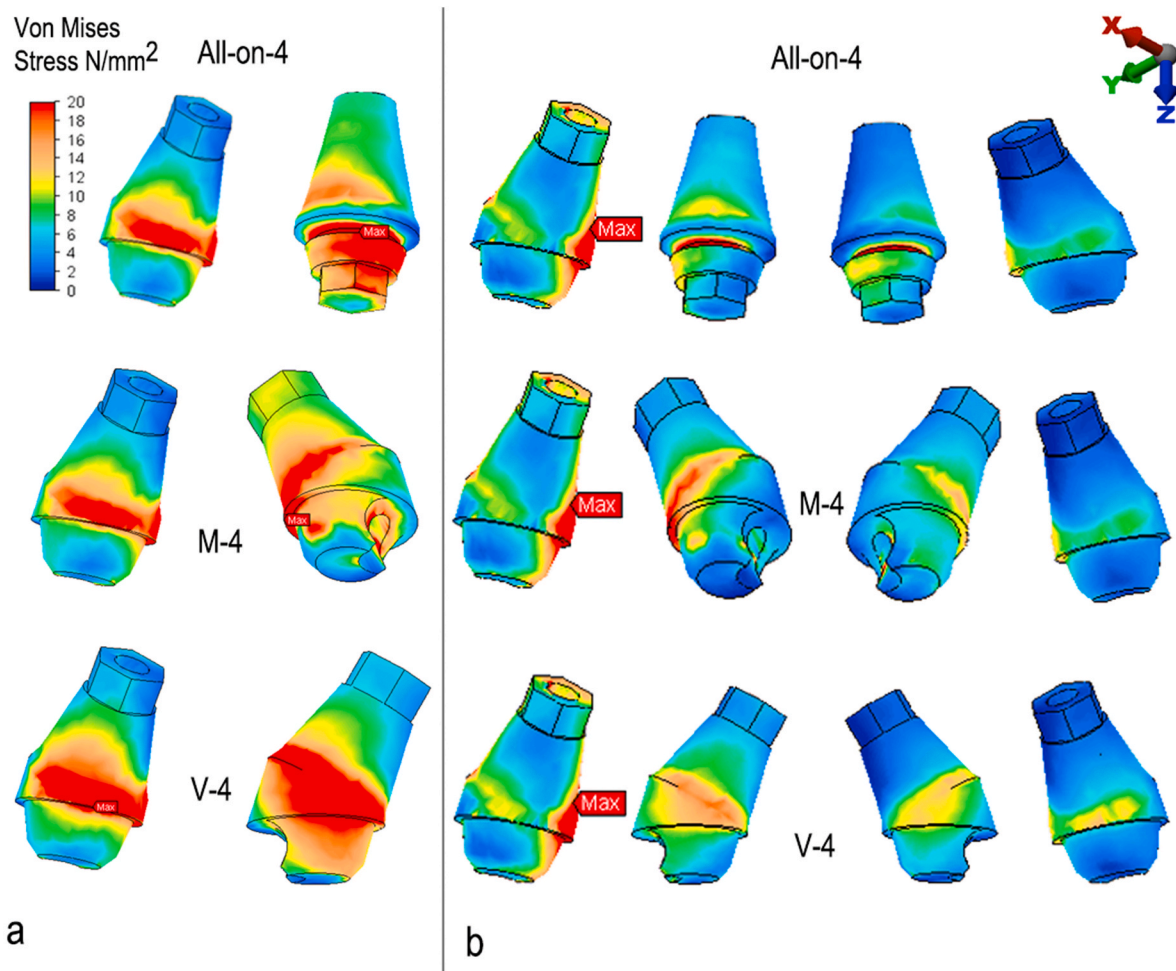 Von Mises
Stress N/mm²
All-on-4
20
18
16
14
12
10
8
6
4
2
0
Max
M-4
Max
V-4
Max
a
All-on-4
X
Y
Z
Max
M-4
Max
V-4
Max
b